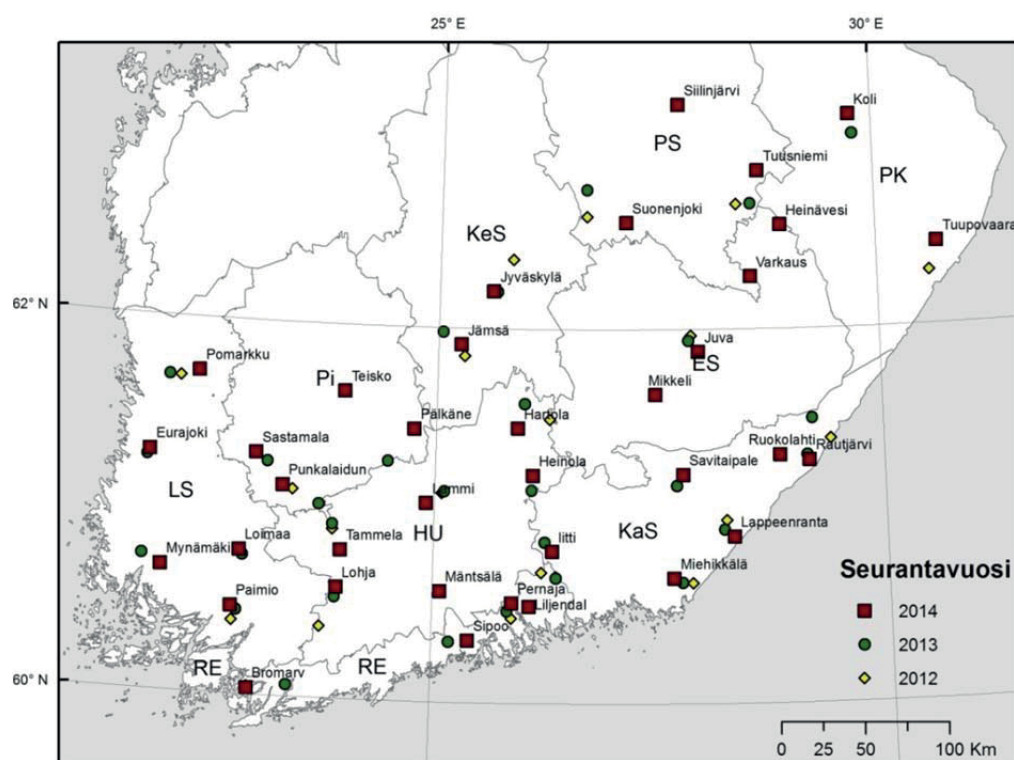 25° E
30° E
Siilinjärvi
Koli
PS
Tuusniemi
PK
Suonenjoki
Heinävesi
KeS
Tuupovaara
Jyväskylä
Varkaus
62° N
Jämsä
Juva
ES
Pomarkku
Pi
Teisko
Mikkeli
Pälkäne
Hartola
Eurajoki
Sastamala
Ruokolahti
Rautjärvi
Punkalaidun
Heinola
Savitaipale
LS
Lammi
HU
KaS
Lappeenranta
Loimaa
Tammela
Iitti
Mynämäki
Miehikkälä
Seurantavuosi
Lohja
Mäntsälä
Paimio
Pernaja
Liljendal
2014
Sipoo
2013
RE
RE
Bromarv
2012
60° N
0 25 50 100 Km